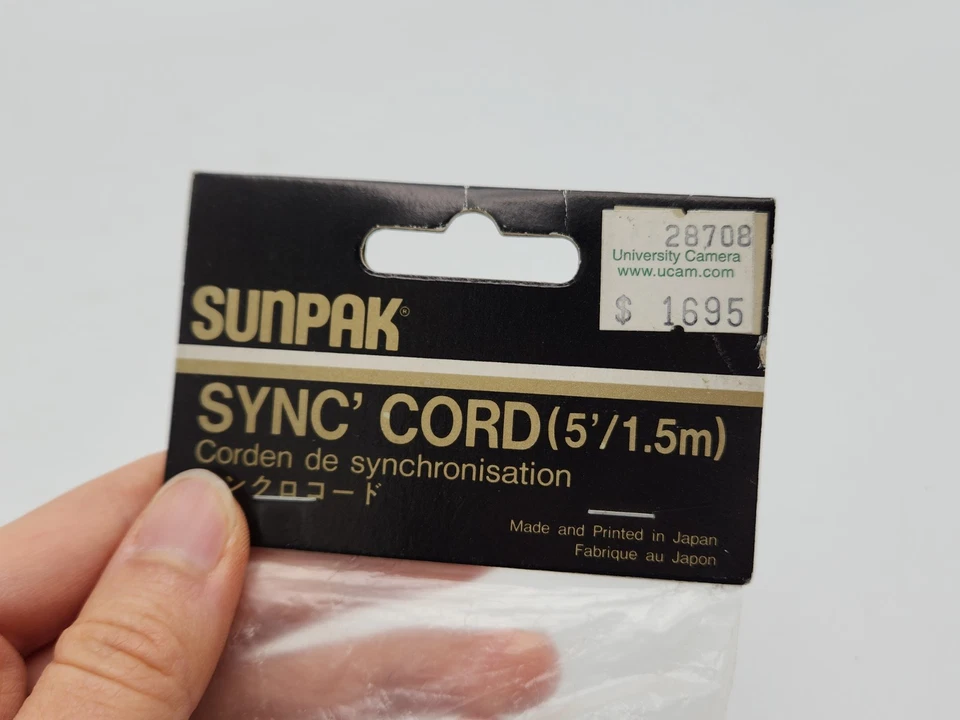 28708
University Camera
www.ucam.com
$ 1695
SUNPAK®
SYNC' CORD(5'/1.5m)
Corden de synchronisation
ンクロコード
Made and Printed in Japan
Fabrique au Japon